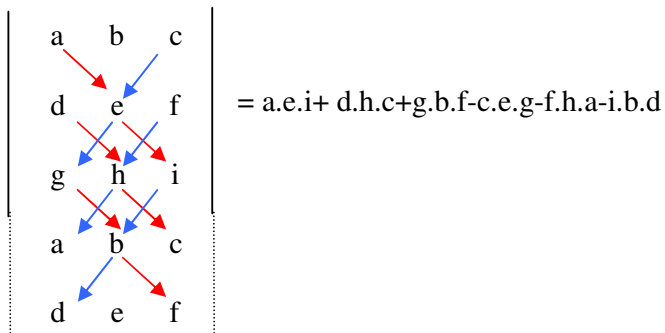 a b c
d e f = a.e.i+ d.h.c+g.b.f-c.e.g-f.h.a-i.b.d
g h i
a b c
d e f